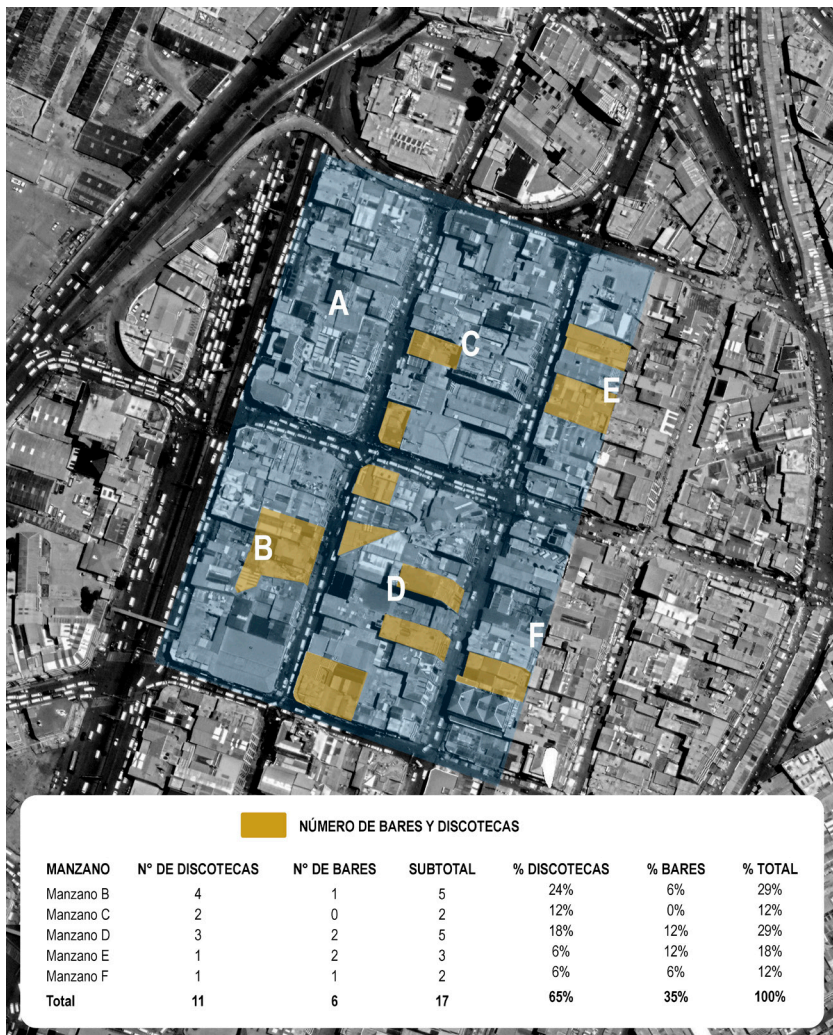 A
C
E
E
B
D
F
NÚMERO DE BARES Y DISCOTECAS
MANZANO N° DE DISCOTECAS N° DE BARES SUBTOTAL % DISCOTECAS % BARES % TOTAL
Manzano B 4 1 5 24% 6% 29%
Manzano C 2 0 2 12% 0% 12%
Manzano D 3 2 5 18% 12% 29%
Manzano E 1 2 3 6% 12% 18%
Manzano F 1 1 2 6% 6% 12%
Total 11 6 17 65% 35% 100%